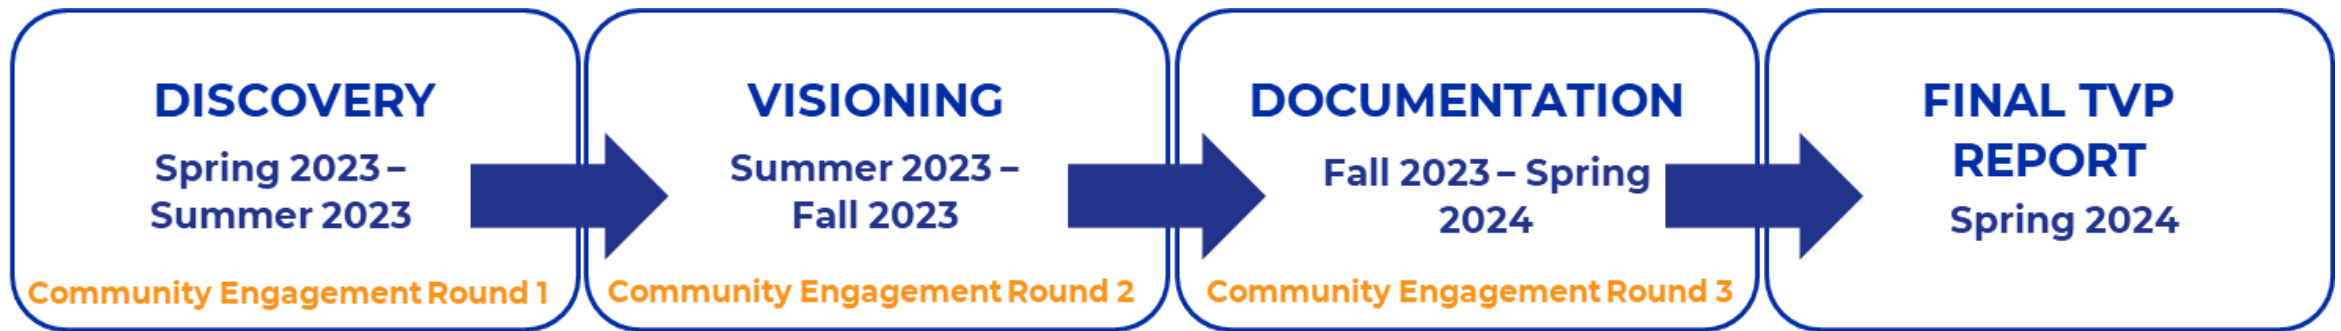 DISCOVERY
Spring 2023 –
Summer 2023
Community Engagement Round 1
VISIONING
Summer 2023 –
Fall 2023
Community Engagement Round 2
DOCUMENTATION
Fall 2023 – Spring
2024
Community Engagement Round 3
FINAL TVP
REPORT
Spring 2024